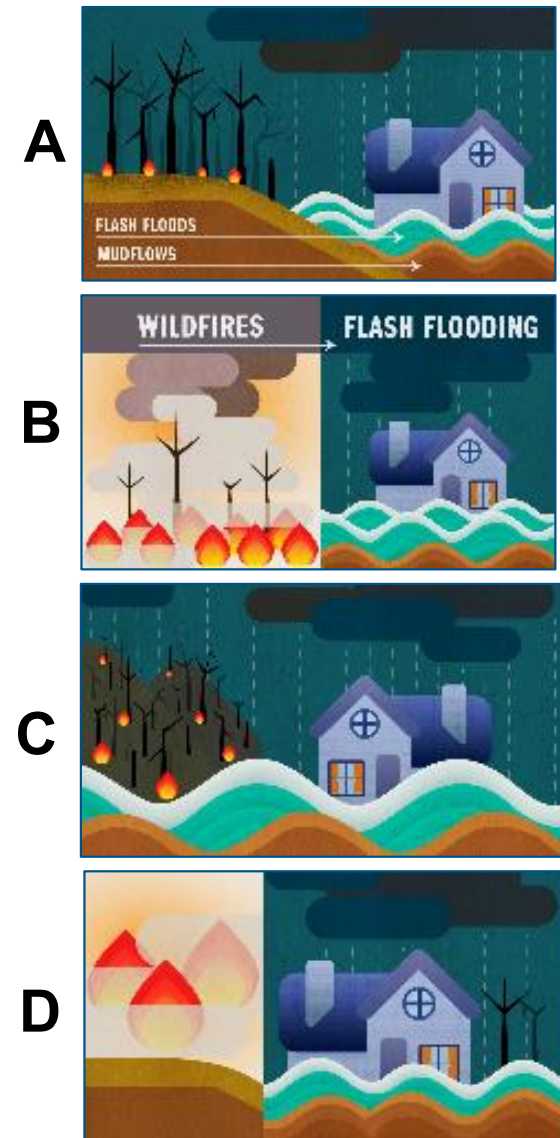 A
FLASH FLOODS
MUDFLOWS
B
WILDFIRES
FLASH FLOODING
C
D